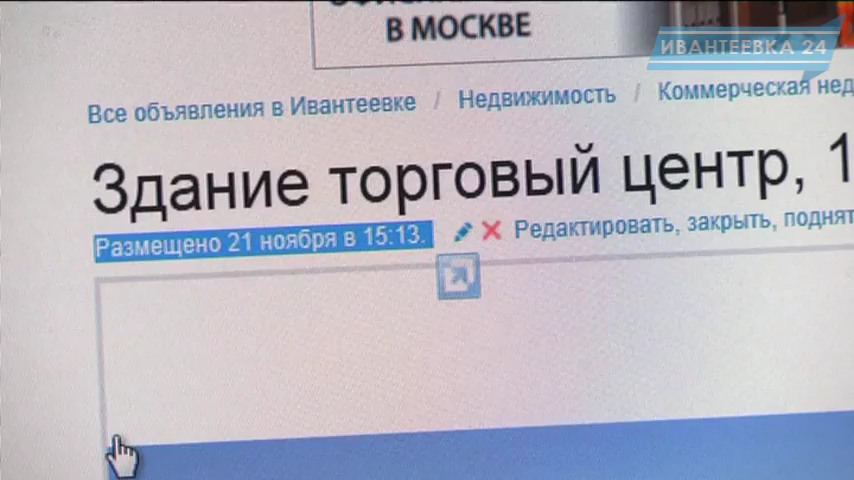 В МОСКВЕ
ИВАНТЕЕВКА 24
Все объявления в Ивантеевке / Недвижимость / Коммерческая нед
Здание торговый центр, 1
Размещено 21 ноября в 15:13.
Редактировать, закрыть, поднят